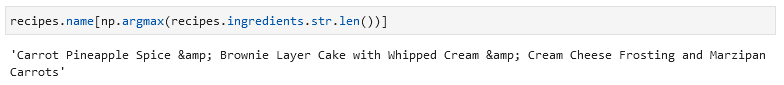 recipes.name[np.argmax(recipes.ingredients.str.len())]
'Carrot Pineapple Spice &amp; Brownie Layer Cake with Whipped Cream &amp; Cream Cheese Frosting and Marzipan
Carrots'